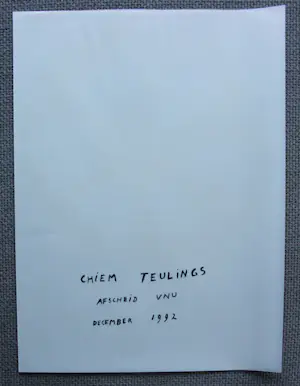 CHIEM TEULINGS
AFSCHEID VNU
DECEMBER 1992